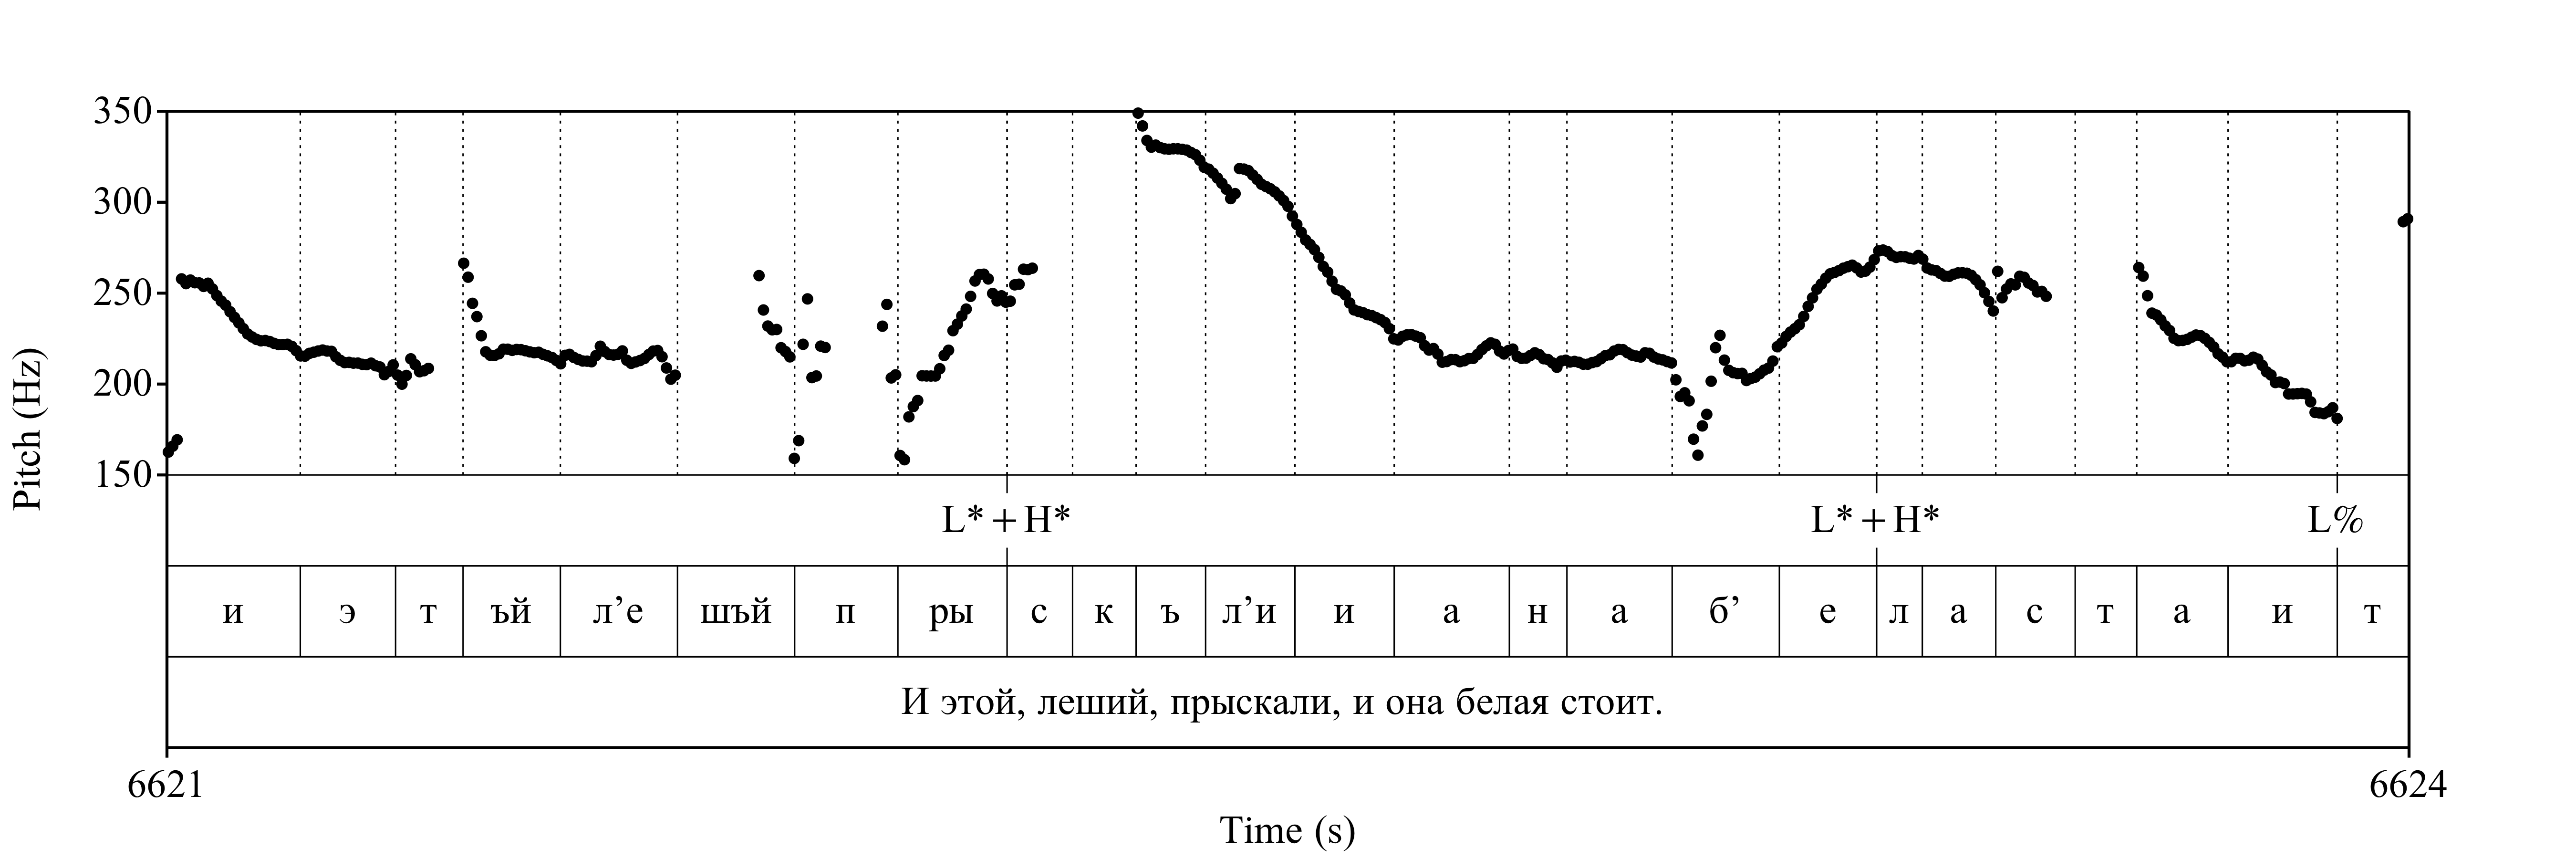 350
300
250
200
150
Pitch (Hz)
L* + H* L* + H* L%
и э т ъй л’е шъй п ры с к ъ л’и и а н а б’ е л а с т а и т
И этой, леший, прыскали, и она белая стоит.
6621 6624
Time (s)